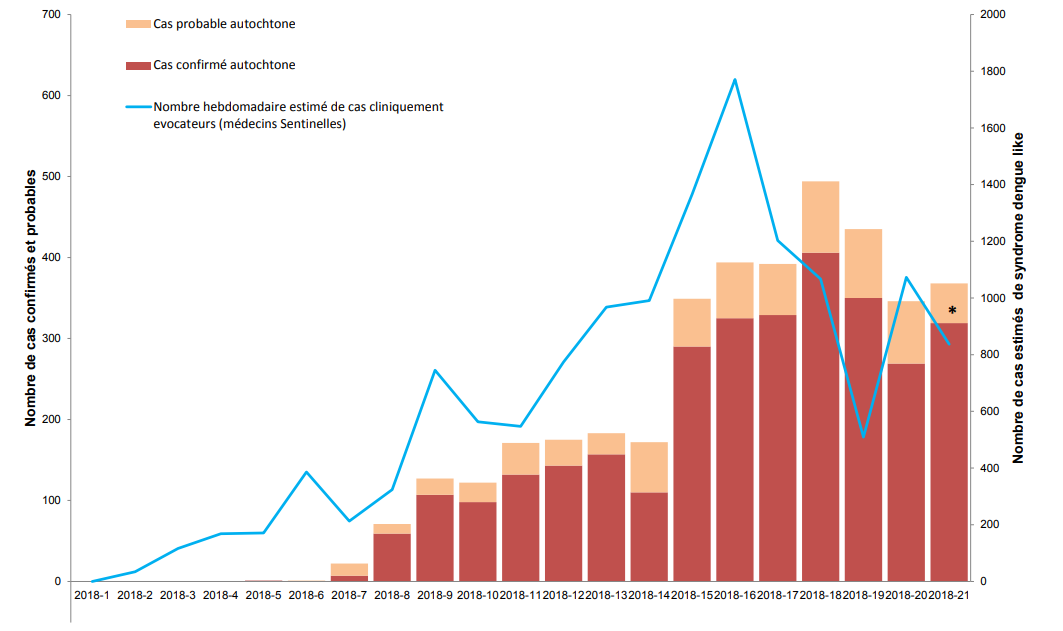 700
600
500
400
300
200
100
0
Nombre de cas confirmés et probables
Cas probable autochtone
Cas confirmé autochtone
Nombre hebdomadaire estimé de cas cliniquement
evocateurs (médecins Sentinelles)
*
2000
1800
1600
1400
1200
1000
800
600
400
200
0
Nombre de cas estimés de syndrome dengue like
2018-1 2018-2 2018-3 2018-4 2018-5 2018-6 2018-7 2018-8 2018-9 2018-10 2018-11 2018-12 2018-13 2018-14 2018-15 2018-16 2018-17 2018-18 2018-19 2018-20 2018-21